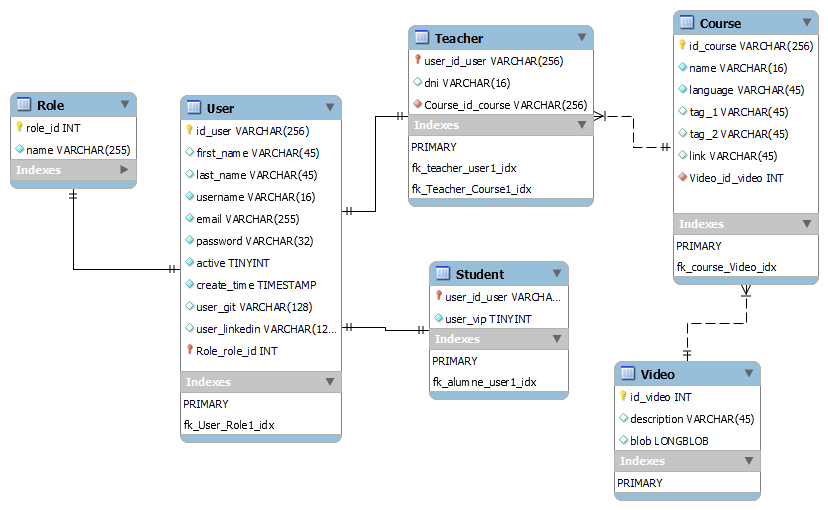 Role
role_id INT
name VARCHAR(255)
Indexes
User
id_user VARCHAR(256)
first_name VARCHAR(45)
last_name VARCHAR(45)
username VARCHAR(16)
email VARCHAR(255)
password VARCHAR(32)
active TINYINT
create_time TIMESTAMP
user_git VARCHAR(128)
user_linkedin VARCHAR(12...
Role_role_id INT
Indexes
PRIMARY
fk_User_Role1_idx
Teacher
user_id_user VARCHAR(256)
dni VARCHAR(16)
Course_id_course VARCHAR(256)
Indexes
PRIMARY
fk_teacher_user1_idx
fk_Teacher_Course1_idx
Student
user_id_user VARCHA...
user_vip TINYINT
Indexes
PRIMARY
fk_alumne_user1_idx
Course
id_course VARCHAR(256)
name VARCHAR(16)
language VARCHAR(45)
tag_1 VARCHAR(45)
tag_2 VARCHAR(45)
link VARCHAR(45)
Video_id_video INT
Indexes
PRIMARY
fk_course_Video_idx
Video
id_video INT
description VARCHAR(45)
blob LONGBLOB
Indexes
PRIMARY